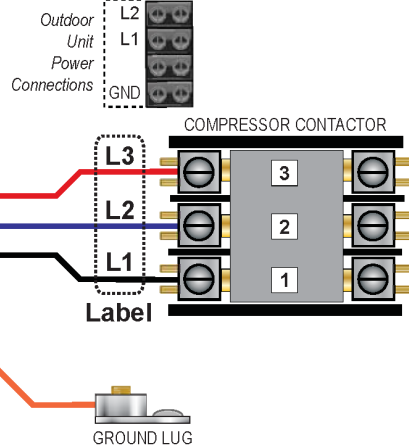 Outdoor
Unit
Power
Connections
L2
L1
GND
COMPRESSOR CONTACTOR
L3
3
L2
2
L1
1
Label
GROUND LUG